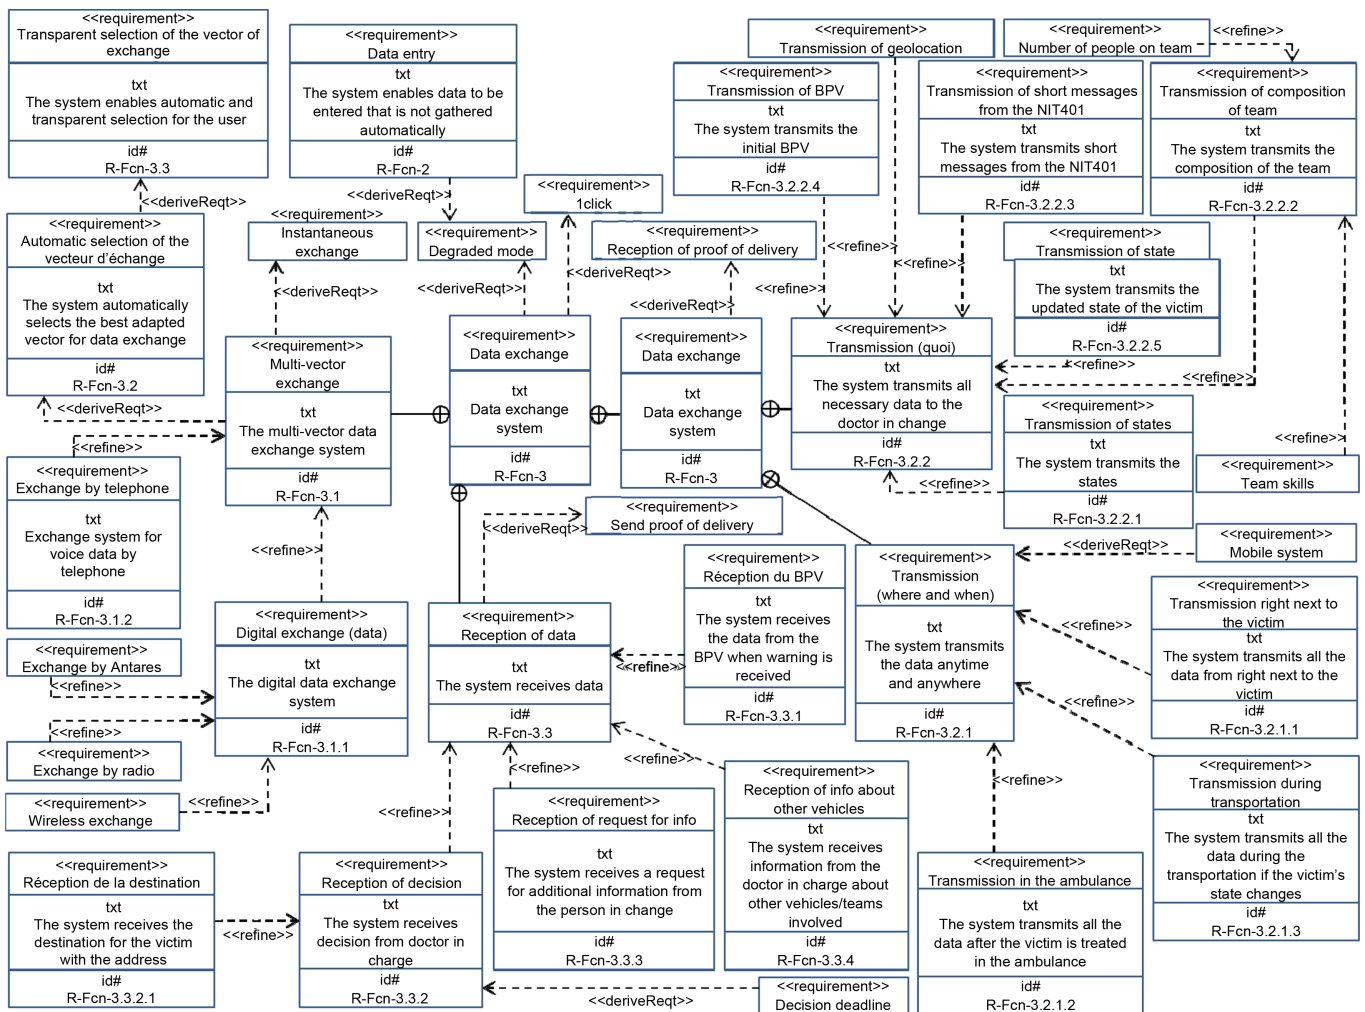 <<requirement>>
Transparent selection of the vector of
exchange
txt
The system enables automatic and
transparent selection for the user
id#
R-Fcn-3.3
<<requirement>>
Data entry
txt
The system enables data to be
entered that is not gathered
automatically
id#
R-Fcn-2
<<requirement>>
Transmission of geolocation
<<requirement>>
Number of people on team
<<refine>>
<<requirement>>
Transmission of BPV
txt
The system transmits the
initial BPV
id#
R-Fcn-3.2.2.4
<<requirement>>
Transmission of short messages
from the NIT401
txt
The system transmits short
messages from the NIT401
id#
R-Fcn-3.2.2.3
<<requirement>>
Transmission of composition
of team
txt
The system transmits the
composition of the team
id#
R-Fcn-3.2.2.2
<<deriveReqt>>
<<deriveReqt>>
<<requirement>>
1click
<<requirement>>
Automatic selection of the
vecteur d'échange
txt
The system automatically
selects the best adapted
vector for data exchange
id#
R-Fcn-3.2
<<requirement>>
Instantaneous
exchange
<<requirement>>
Degraded mode
<<requirement>>
Reception of proof of delivery
<<refine>>
<<refine>>
<<requirement>>
Transmission of state
txt
The system transmits the
updated state of the victim
id#
R-Fcn-3.2.2.5
<<deriveReqt>>
<<deriveReqt>>
<<deriveReqt>>
<<deriveReqt>>
<<refine>>
<<requirement>>
Multi-vector
exchange
txt
The multi-vector data
exchange system
id#
R-Fcn-3.1
<<requirement>>
Data exchange
txt
Data exchange
system
id#
R-Fcn-3
<<requirement>>
Data exchange
txt
Data exchange
system
id#
R-Fcn-3
<<requirement>>
Transmission (quoi)
txt
The system transmits all
necessary data to the
doctor in change
id#
R-Fcn-3.2.2
<<refine>>
<<refine>>
<<deriveReqt>>
<<refine>>
<<requirement>>
Transmission of states
txt
The system transmits the
states
id#
R-Fcn-3.2.2.1
<<refine>>
<<refine>>
<<requirement>>
Team skills
<<requirement>>
Exchange by telephone
txt
Exchange system for
voice data by
telephone
id#
R-Fcn-3.1.2
<<refine>>
<<deriveReqt>>
<<requirement>>
Send proof of delivery
<<deriveReqt>>
<<requirement>>
Mobile system
<<requirement>>
Digital exchange (data)
txt
The digital data exchange
system
id#
R-Fcn-3.1.1
<<requirement>>
Reception of data
txt
The system receives data
id#
R-Fcn-3.3
<<requirement>>
Réception du BPV
txt
The system receives
the data from the
BPV when warning is
received
id#
R-Fcn-3.3.1
<<refine>>
<<requirement>>
Transmission
(where and when)
txt
The system transmits
the data anytime
and anywhere
id#
R-Fcn-3.2.1
<<refine>>
<<requirement>>
Transmission right next to
the victim
txt
The system transmits all the
data from right next to the
victim
id#
R-Fcn-3.2.1.1
<<requirement>>
Exchange by Antares
<<refine>>
<<refine>>
<<requirement>>
Exchange by radio
<<requirement>>
Wireless exchange
<<refine>>
<<refine>>
<<refine>>
<<refine>>
<<refine>>
<<refine>>
<<requirement>>
Transmission during
transportation
txt
The system transmits all the
data during the
transportation if the victim's
state changes
id#
R-Fcn-3.2.1.3
<<requirement>>
Reception of request for info
txt
The system receives a request
for additional information from
the person in change
id#
R-Fcn-3.3.3
<<requirement>>
Reception of info about
other vehicles
txt
The system receives
information from the
doctor in charge about
other vehicles/teams
involved
id#
R-Fcn-3.3.4
<<requirement>>
Réception de la destination
txt
The system receives the
destination for the victim
with the address
id#
R-Fcn-3.3.2.1
<<refine>>
<<requirement>>
Reception of decision
txt
The system receives
decision from doctor in
charge
id#
R-Fcn-3.3.2
<<requirement>>
Transmission in the ambulance
txt
The system transmits all the
data after the victim is treated
in the ambulance
id#
R-Fcn-3.2.1.2
<<deriveReqt>>
<<requirement>>
Decision deadline